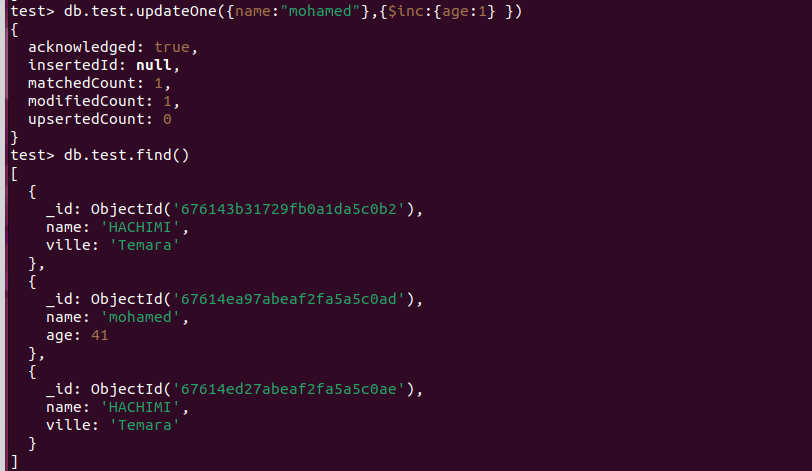 test> db.test.updateOne({name:"mohamed"},{$inc:{age:1} })
{
  acknowledged: true,
  insertedId: null,
  matchedCount: 1,
  modifiedCount: 1,
  upsertedCount: 0
}
test> db.test.find()
[
  {
    _id: ObjectId('676143b31729fb0a1da5c0b2'),
    name: 'HACHIMI',
    ville: 'Temara'
  },
  {
    _id: ObjectId('67614ea97abeaf2fa5a5c0ad'),
    name: 'mohamed',
    age: 41
  },
  {
    _id: ObjectId('67614ed27abeaf2fa5a5c0ae'),
    name: 'HACHIMI',
    ville: 'Temara'
  }
]